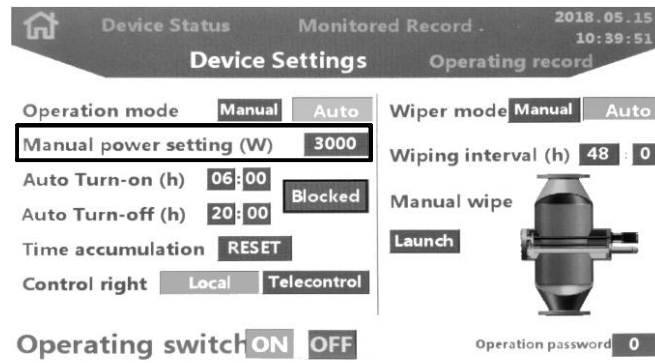 Device Status Monitored Record . 2018.05.15
10:39:51
Device Settings Operating record
Operation mode Manual Auto
Manual power setting (W) 3000
Auto Turn-on (h) 06:00
Auto Turn-off (h) 20:00
Blocked
Time accumulation RESET
Control right Local Telecontrol
Wiper mode Manual Auto
Wiping interval (h) 48 : 0
Manual wipe
Launch
Operating switch ON OFF
Operation password 0